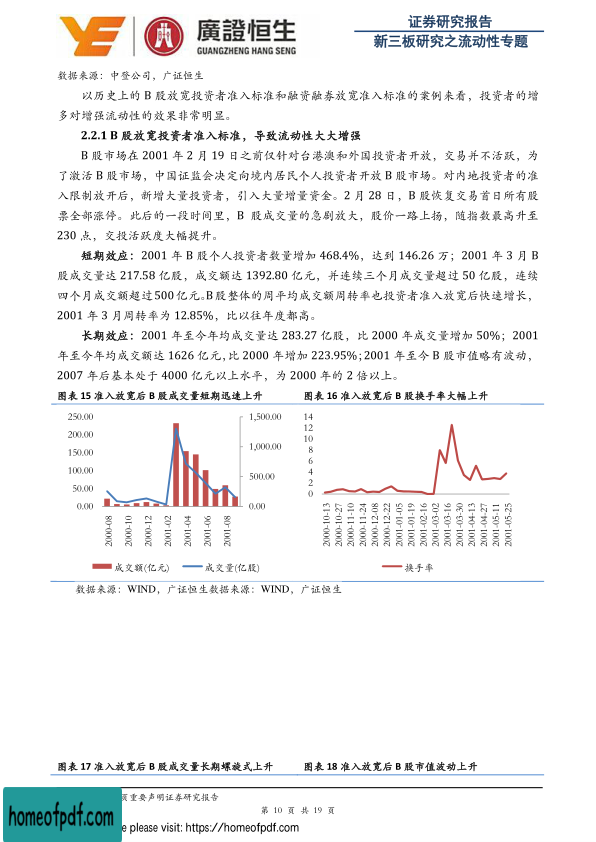 廣證恒生
GUANGZHENG HANG SENG
证券研究报告
新三板研究之流动性专题
数据来源：中登公司，广证恒生
以历史上的 B 股放宽投资者准入标准和融资融券放宽准入标准的案例来看，投资者的增
多对增强流动性的效果非常明显。
2.2.1 B 股放宽投资者准入标准，导致流动性大大增强
B 股市场在 2001 年 2 月 19 日之前仅针对台港澳和外国投资者开放，交易并不活跃，为
了激活 B 股市场，中国证监会决定向境内居民个人投资者开放 B 股市场。对内地投资者的准
入限制放开后，新增大量投资者，引入大量增量资金。2 月 28 日，B 股恢复交易首日所有股
票全部涨停。此后的一段时间里，B 股成交量的急剧放大，股价一路上扬，随指数最高升至
230 点，交投活跃度大幅提升。
短期效应：2001 年 B 股个人投资者数量增加 468.4%，达到 146.26 万；2001 年 3 月 B
股成交量达 217.58 亿股，成交额达 1392.80 亿元，并连续三个月成交量超过 50 亿股，连续
四个月成交额超过 500 亿元。B 股整体的周平均成交额周转率也投资者准入放宽后快速增长，
2001 年 3 月周转率为 12.85%，比以往年度都高。
长期效应：2001 年至今年均成交量达 283.27 亿股，比 2000 年成交量增加 50%；2001
年至今年均成交额达 1626 亿元，比 2000 年增加 223.95%；2001 年至今 B 股市值略有波动，
2007 年后基本处于 4000 亿元以上水平，为 2000 年的 2 倍以上。
图表 15 准入放宽后 B 股成交量短期迅速上升
图表 16 准入放宽后 B 股换手率大幅上升
250.00
200.00
150.00
100.00
50.00
0.00
1,500.00
1,000.00
500.00
0.00
2000-08
2000-10
2000-12
2001-02
2001-04
2001-06
2001-08
成交额(亿元)
成交量(亿股)
14
12
10
8
6
4
2
0
2000-10-13
2000-10-27
2000-11-10
2000-11-24
2000-12-08
2000-12-22
2001-01-05
2001-01-19
2001-02-16
2001-03-02
2001-03-16
2001-03-30
2001-04-13
2001-04-27
2001-05-11
2001-05-25
换手率
数据来源：WIND，广证恒生数据来源：WIND，广证恒生
图表 17 准入放宽后 B 股成交量长期螺旋式上升
图表 18 准入放宽后 B 股市值波动上升
页重要声明证券研究报告
第 10 页 共 19 页
homeofpdf.com
e please visit: https://homeofpdf.com